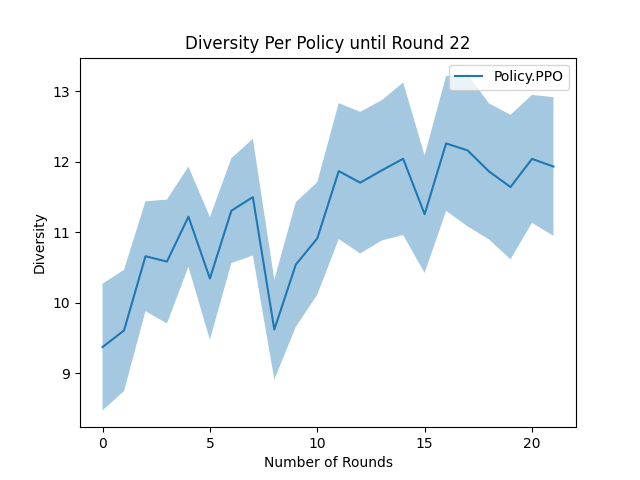 Diversity Per Policy until Round 22
Policy.PPO
Diversity
13
12
11
10
9
0 5 10 15 20
Number of Rounds